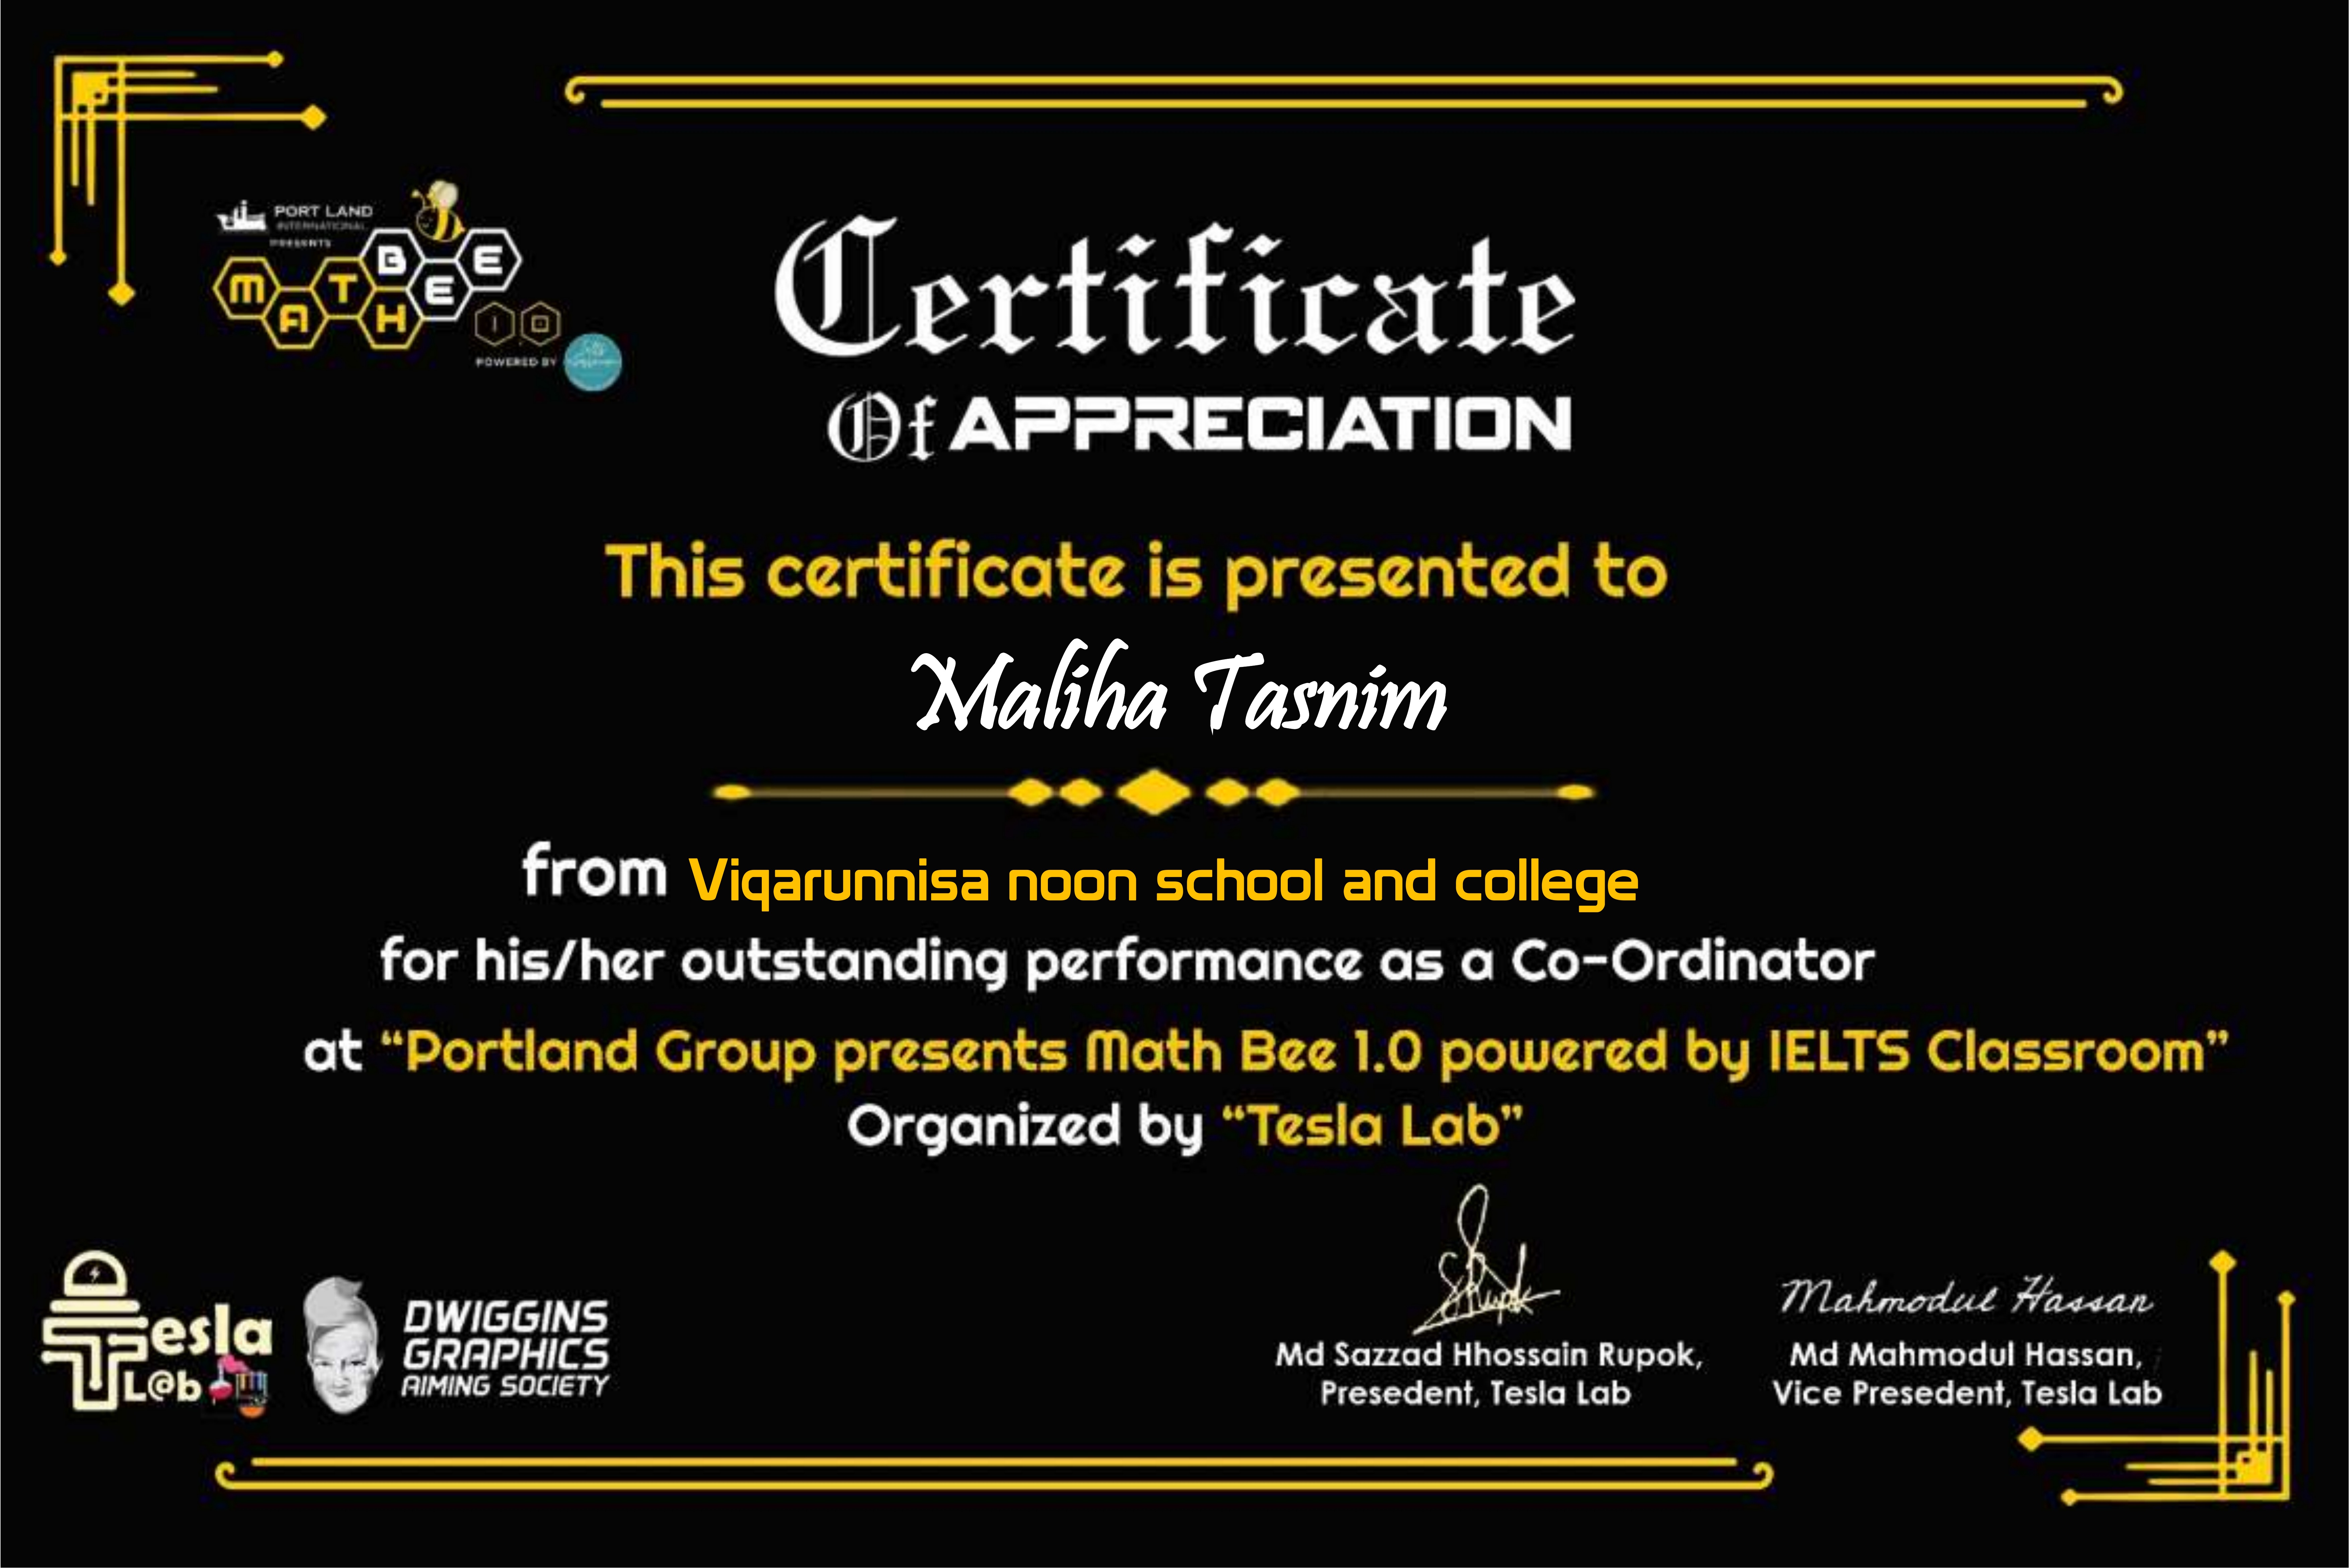 PORT LAND
INTERNATIONAL
PRESENTS
MATH BEE
1.0
POWERED BY
Certificate
Of APPRECIATION
This certificate is presented to
Maliha Tasnim
from Viqarunnisa noon school and college
for his/her outstanding performance as a Co-Ordinator
at “Portland Group presents Math Bee 1.0 powered by IELTS Classroom”
Organized by “Tesla Lab”
Tesla
L@b
DWIGGINS
GRAPHICS
AIMING SOCIETY
Mahmodul Hassan
Md Sazzad Hhossain Rupok,
Presedent, Tesla Lab
Md Mahmodul Hassan,
Vice Presedent, Tesla Lab